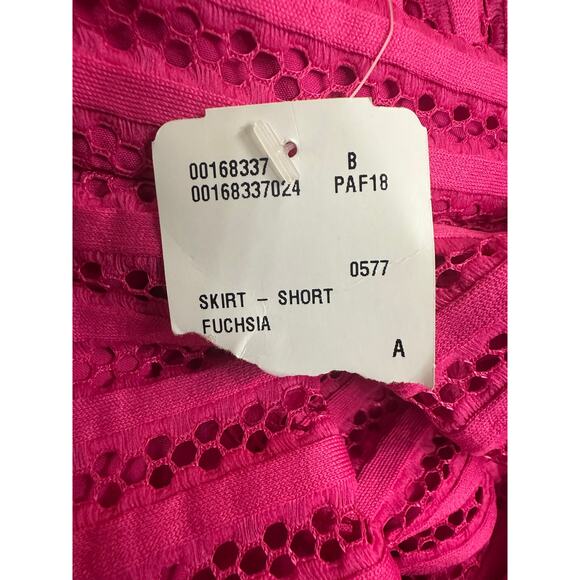 00168337 B
00168337024 PAF18
0577
SKIRT - SHORT
FUCHSIA
A